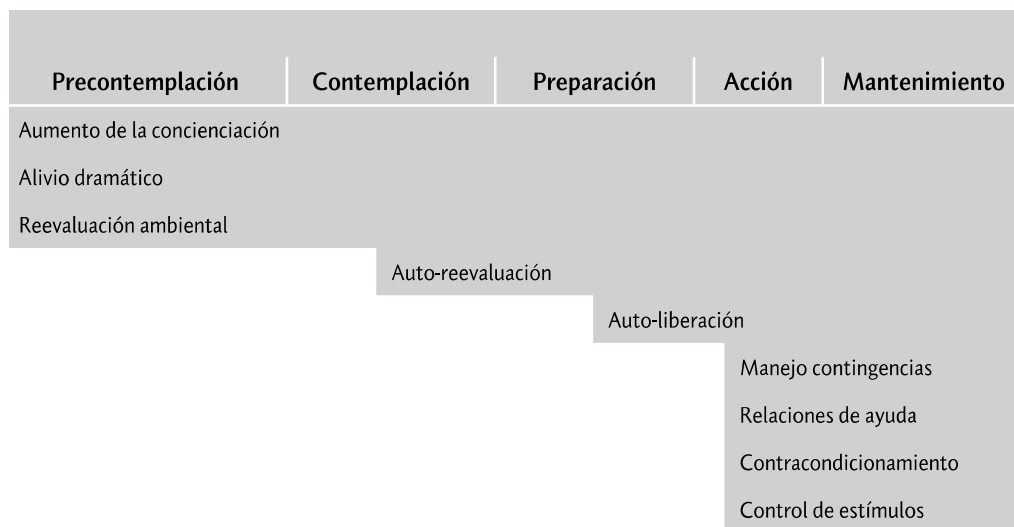 Precontemplación Contemplación Preparación Acción Mantenimiento
Aumento de la concienciación
Alivio dramático
Reevaluación ambiental
Auto-reevaluación
Auto-liberación
Manejo contingencias
Relaciones de ayuda
Contracondicionamiento
Control de estímulos